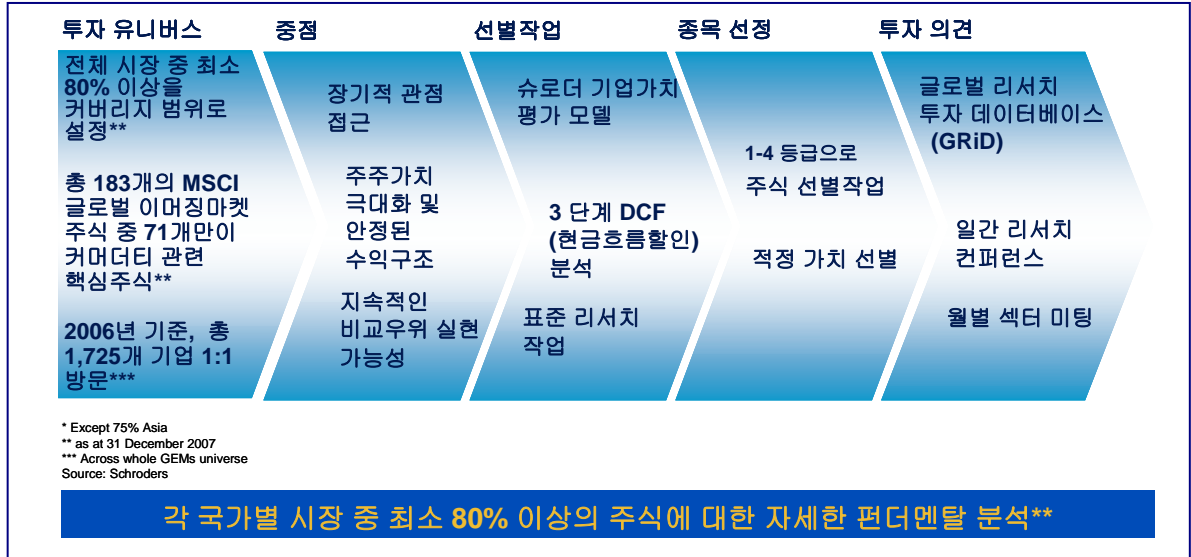 투자 유니버스
중점
선별작업
종목 선정
투자 의견
전체 시장 중 최소
80% 이상을
커버리지 범위로
설정**
총 183개의 MSCI
글로벌 이머징마켓
주식 중 71개만이
커머더티 관련
핵심주식**
2006년 기준, 총
1,725개 기업 1:1
방문***
장기적 관점
접근
주주가치
극대화 및
안정된
수익구조
지속적인
비교우위 실현
가능성
슈로더 기업가치
평가 모델
3 단계 DCF
(현금흐름할인)
분석
표준 리서치
작업
1-4 등급으로
주식 선별작업
적정 가치 선별
글로벌 리서치
투자 데이터베이스
(GRiD)
일간 리서치
컨퍼런스
월별 섹터 미팅
* Except 75% Asia
** as at 31 December 2007
*** Across whole GEMs universe
Source: Schroders
각 국가별 시장 중 최소 80% 이상의 주식에 대한 자세한 펀더멘탈 분석**